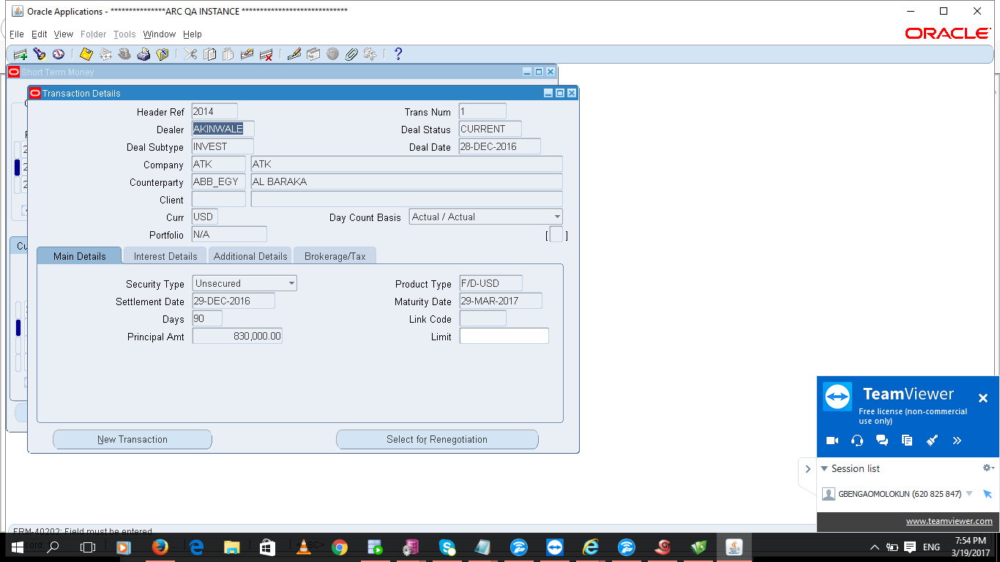 Oracle Applications - ***************ARC QA INSTANCE *****************************
File Edit View Folder Tools Window Help
ORACLE
Short Term Money
Transaction Details
Header Ref 2014 Trans Num 1
Dealer AKINWALE Deal Status CURRENT
Deal Subtype INVEST Deal Date 28-DEC-2016
Company ATK ATK
Counterparty ABB_EGY AL BARAKA
Client
Curr USD Day Count Basis Actual / Actual
Portfolio N/A [ ]
Main Details Interest Details Additional Details Brokerage/Tax
Security Type Unsecured Product Type F/D-USD
Settlement Date 29-DEC-2016 Maturity Date 29-MAR-2017
Days 90 Link Code
Principal Amt 830,000.00 Limit
New Transaction Select for Renegotiation
TeamViewer
Free license (non-commercial
use only)
Session list
GBENGAOMOLOKUN (620 825 847)
www.teamviewer.com
FRM-40202: Field must be entered.
ENG
7:54 PM
3/19/2017